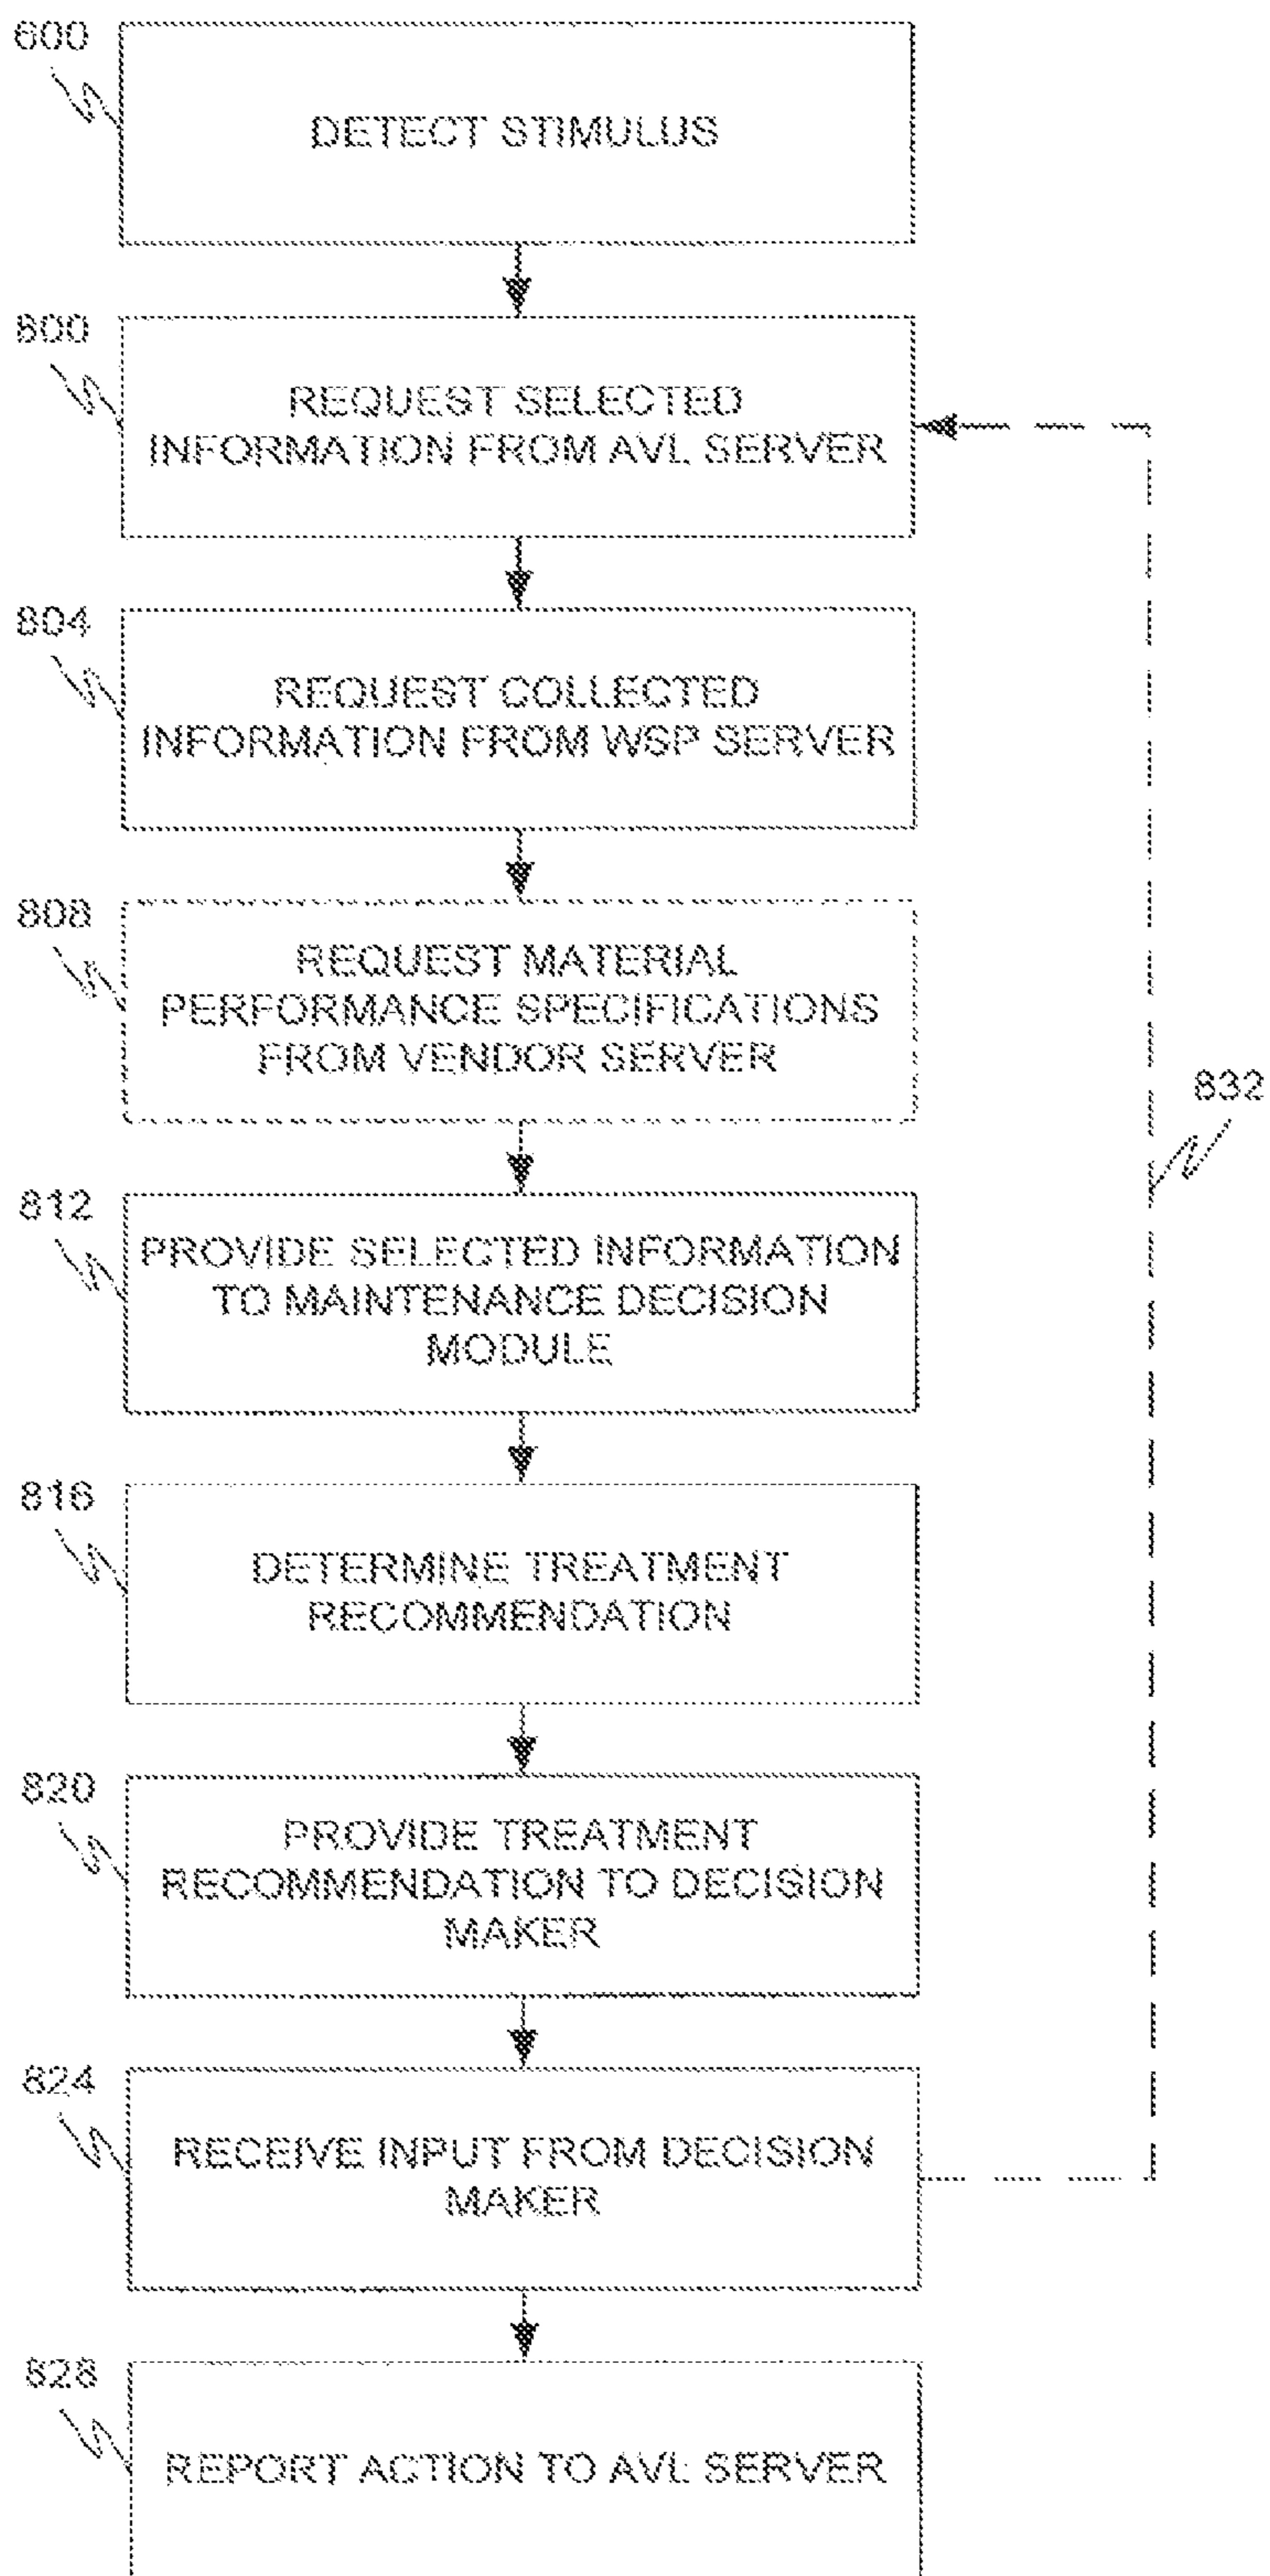 600
DETECT STIMULUS
800
REQUEST SELECTED
INFORMATION FROM AVL SERVER
804
REQUEST COLLECTED
INFORMATION FROM WSP SERVER
808
REQUEST MATERIAL
PERFORMANCE SPECIFICATIONS
FROM VENDOR SERVER
832
812
PROVIDE SELECTED INFORMATION
TO MAINTENANCE DECISION
MODULE
816
DETERMINE TREATMENT
RECOMMENDATION
820
PROVIDE TREATMENT
RECOMMENDATION TO DECISION
MAKER
824
RECEIVE INPUT FROM DECISION
MAKER
828
REPORT ACTION TO AVL SERVER